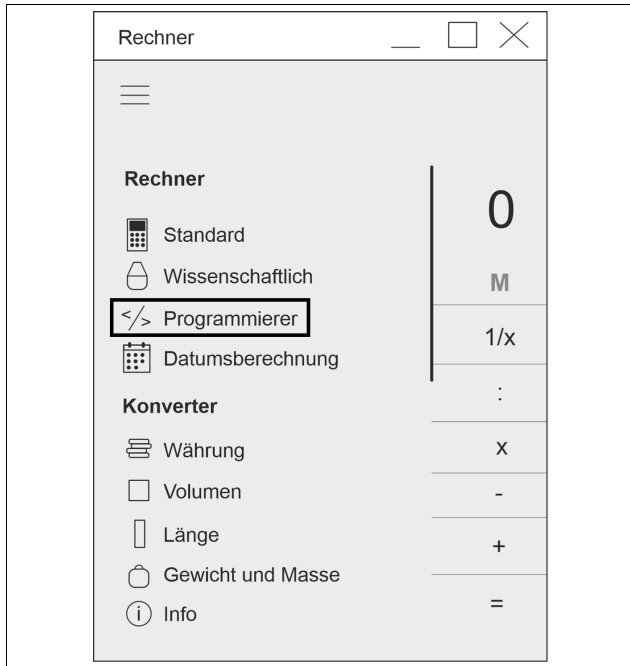 Rechner
Rechner
Standard
Wissenschaftlich
</> Programmierer
Datumsberechnung
Konverter
Währung
Volumen
Länge
Gewicht und Masse
i Info
0
M
1/x
:
x
-
+
=